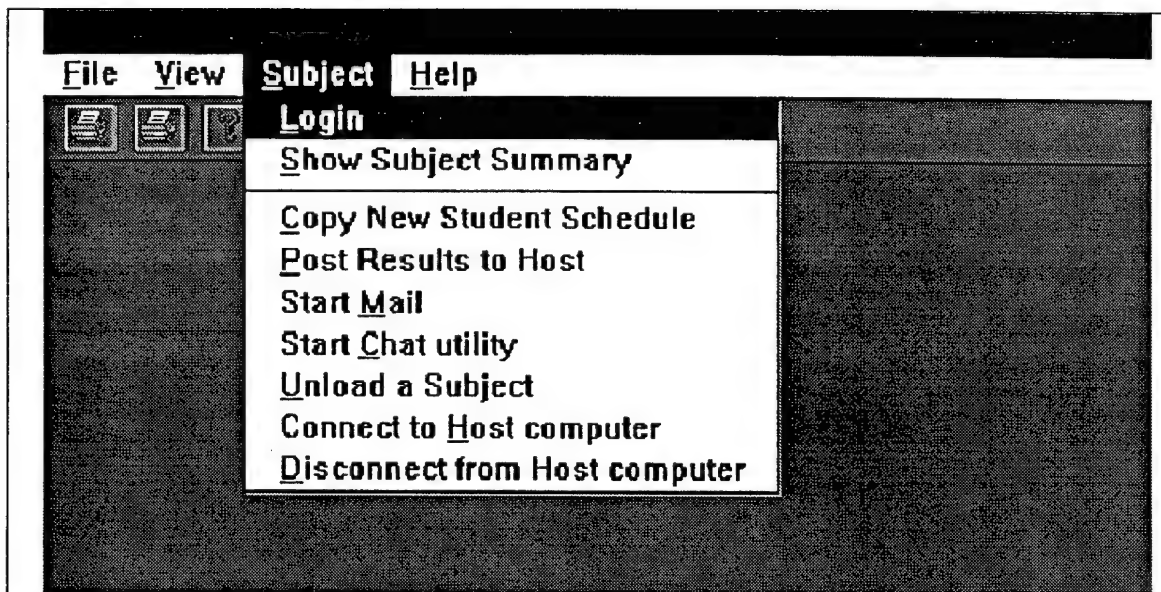 File View Subject Help
Login
Show Subject Summary
Copy New Student Schedule
Post Results to Host
Start Mail
Start Chat utility
Unload a Subject
Connect to Host computer
Disconnect from Host computer